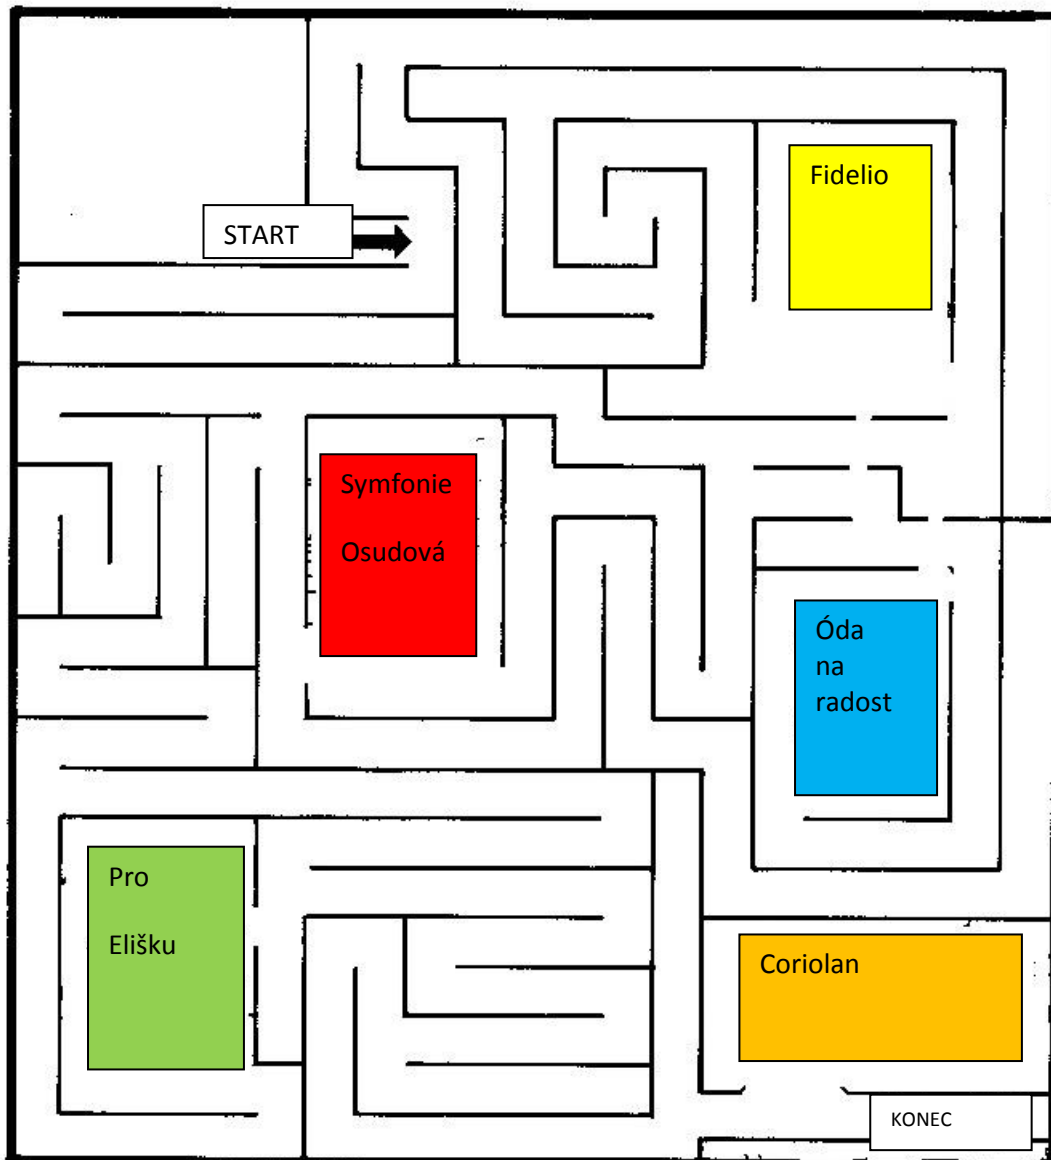 Fidelio
START
Symfonie
Osudová
Óda
na
radost
Pro
Elišku
Coriolan
KONEC